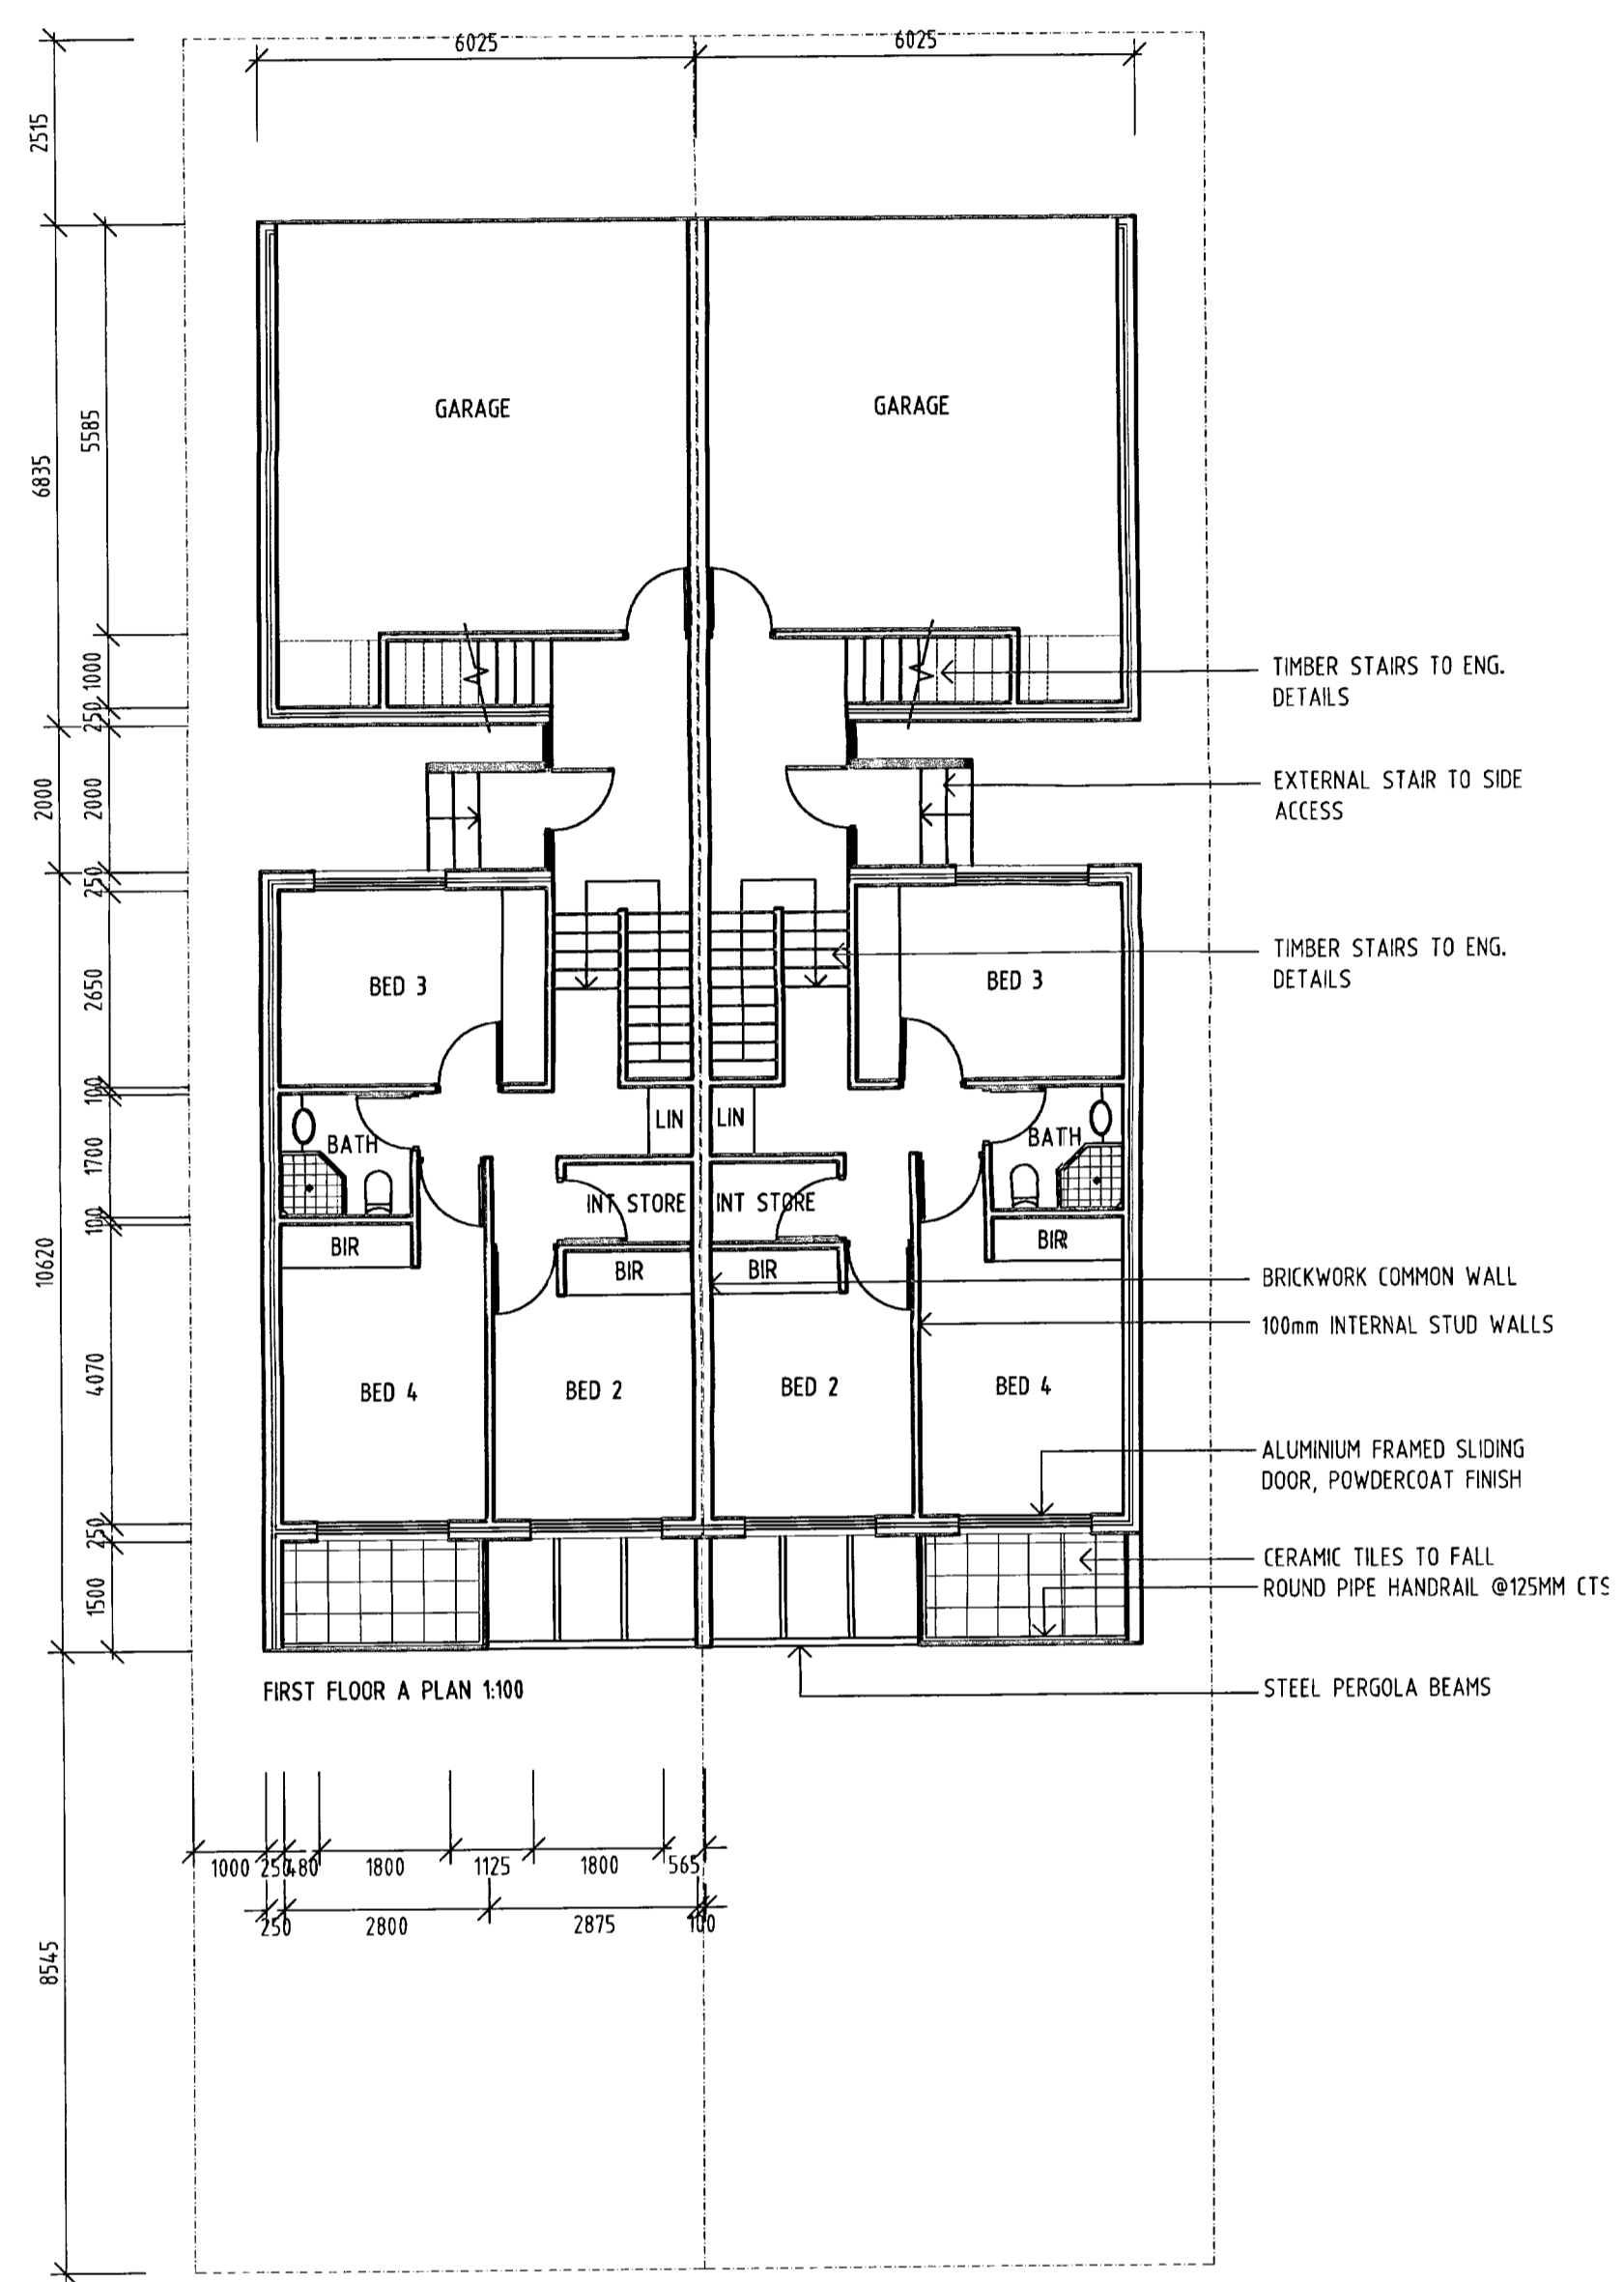 6025
6025
2515
6835
5585
1000
250
2000
2000
250
2650
100
1700
100
10620
4070
250
1500
8545
GARAGE
GARAGE
TIMBER STAIRS TO ENG.
DETAILS
EXTERNAL STAIR TO SIDE
ACCESS
TIMBER STAIRS TO ENG.
DETAILS
BED 3
BED 3
LIN
LIN
BATH
BATH
INT STORE
INT STORE
BIR
BIR
BIR
BIR
BRICKWORK COMMON WALL
100mm INTERNAL STUD WALLS
BED 4
BED 2
BED 2
BED 4
ALUMINIUM FRAMED SLIDING
DOOR, POWDERCOAT FINISH
CERAMIC TILES TO FALL
ROUND PIPE HANDRAIL @125MM CTS
STEEL PERGOLA BEAMS
FIRST FLOOR A PLAN 1:100
1000 250 480 1800 1125 1800 565
250 2800 2875 100